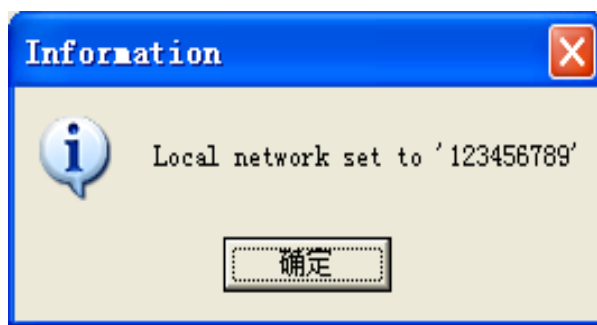 Information
Local network set to '123456789'
确定